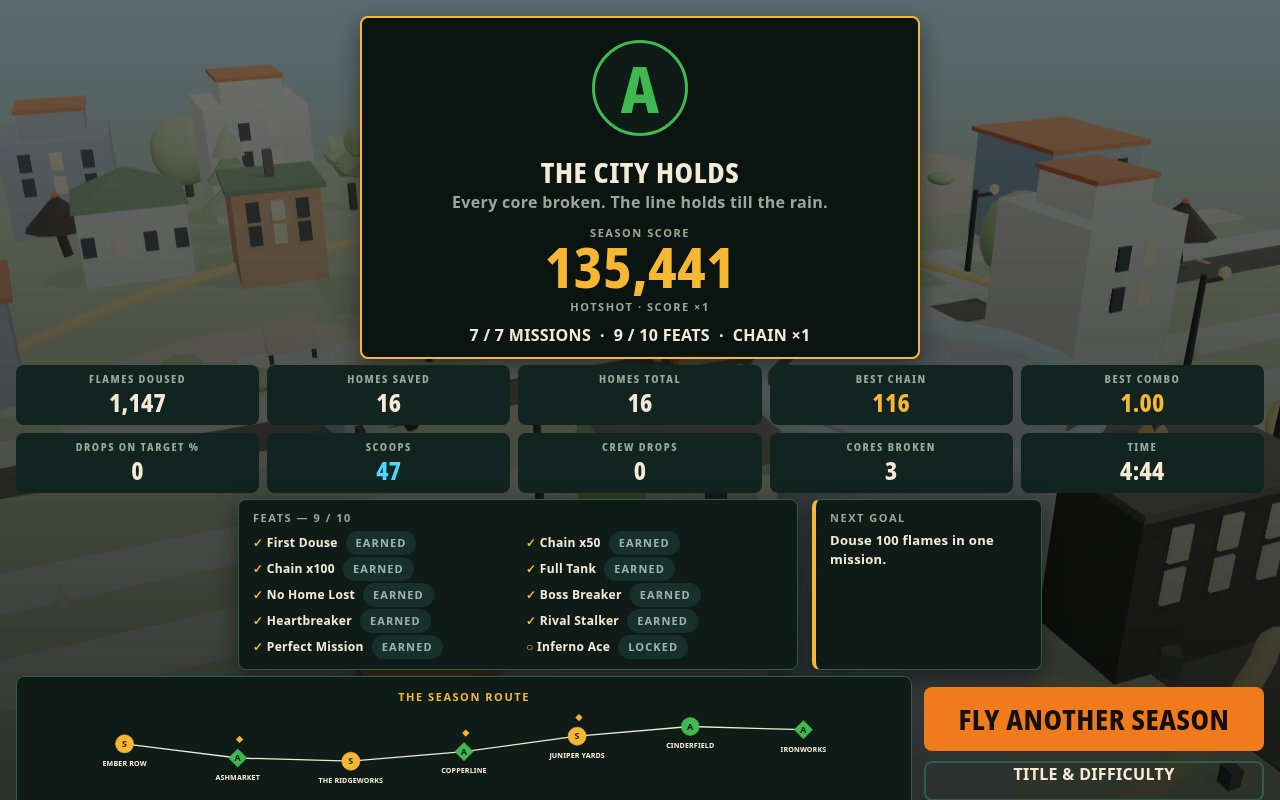 A
THE CITY HOLDS
Every core broken. The line holds till the rain.
SEASON SCORE
135,441
HOTSHOT · SCORE ×1
7 / 7 MISSIONS · 9 / 10 FEATS · CHAIN ×1
FLAMES DOUSED
1,147
HOMES SAVED
16
HOMES TOTAL
16
BEST CHAIN
116
BEST COMBO
1.00
DROPS ON TARGET %
0
SCOOPS
47
CREW DROPS
0
CORES BROKEN
3
TIME
4:44
FEATS — 9 / 10
✓ First Douse EARNED
✓ Chain x50 EARNED
✓ Chain x100 EARNED
✓ Full Tank EARNED
✓ No Home Lost EARNED
✓ Boss Breaker EARNED
✓ Heartbreaker EARNED
✓ Rival Stalker EARNED
✓ Perfect Mission EARNED
○ Inferno Ace LOCKED
NEXT GOAL
Douse 100 flames in one
mission.
THE SEASON ROUTE
S
EMBER ROW
A
ASHMARKET
S
THE RIDGEWORKS
A
COPPERLINE
S
JUNIPER YARDS
A
CINDERFIELD
A
IRONWORKS
FLY ANOTHER SEASON
TITLE & DIFFICULTY